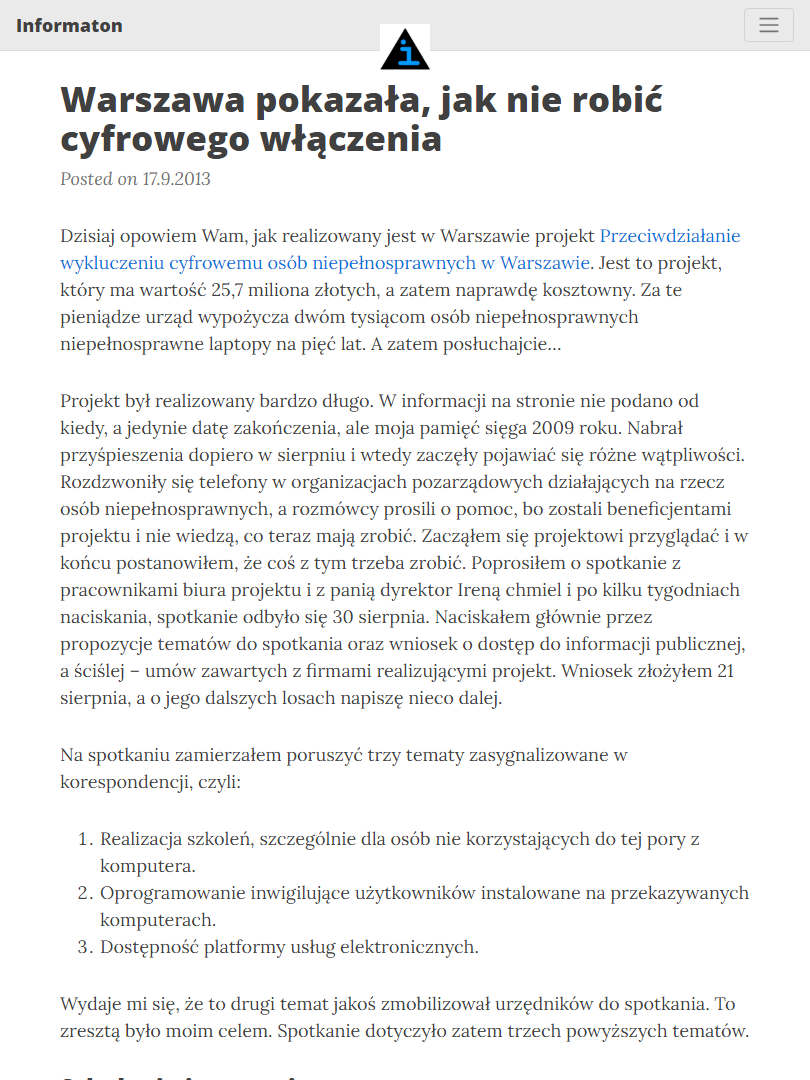 Informaton
i
Warszawa pokazała, jak nie robić
cyfrowego włączenia
Posted on 17.9.2013
Dzisiaj opowiem Wam, jak realizowany jest w Warszawie projekt Przeciwdziałanie
wykluczeniu cyfrowemu osób niepełnosprawnych w Warszawie. Jest to projekt,
który ma wartość 25,7 miliona złotych, a zatem naprawdę kosztowny. Za te
pieniądze urząd wypożycza dwóm tysiącom osób niepełnosprawnych
niepełnosprawne laptopy na pięć lat. A zatem posłuchajcie…
Projekt był realizowany bardzo długo. W informacji na stronie nie podano od
kiedy, a jedynie datę zakończenia, ale moja pamięć sięga 2009 roku. Nabrał
przyśpieszenia dopiero w sierpniu i wtedy zaczęły pojawiać się różne wątpliwości.
Rozdzwoniły się telefony w organizacjach pozarządowych działających na rzecz
osób niepełnosprawnych, a rozmówcy prosili o pomoc, bo zostali beneficjentami
projektu i nie wiedzą, co teraz mają zrobić. Zacząłem się projektowi przyglądać i w
końcu postanowiłem, że coś z tym trzeba zrobić. Poprosiłem o spotkanie z
pracownikami biura projektu i z panią dyrektor Ireną chmiel i po kilku tygodniach
naciskania, spotkanie odbyło się 30 sierpnia. Naciskałem głównie przez
propozycje tematów do spotkania oraz wniosek o dostęp do informacji publicznej,
a ściślej – umów zawartych z firmami realizującymi projekt. Wniosek złożyłem 21
sierpnia, a o jego dalszych losach napiszę nieco dalej.
Na spotkaniu zamierzałem poruszyć trzy tematy zasygnalizowane w
korespondencji, czyli:
1. Realizacja szkoleń, szczególnie dla osób nie korzystających do tej pory z
komputera.
2. Oprogramowanie inwigilujące użytkowników instalowane na przekazywanych
komputerach.
3. Dostępność platformy usług elektronicznych.
Wydaje mi się, że to drugi temat jakoś zmobilizował urzędników do spotkania. To
zresztą było moim celem. Spotkanie dotyczyło zatem trzech powyższych tematów.